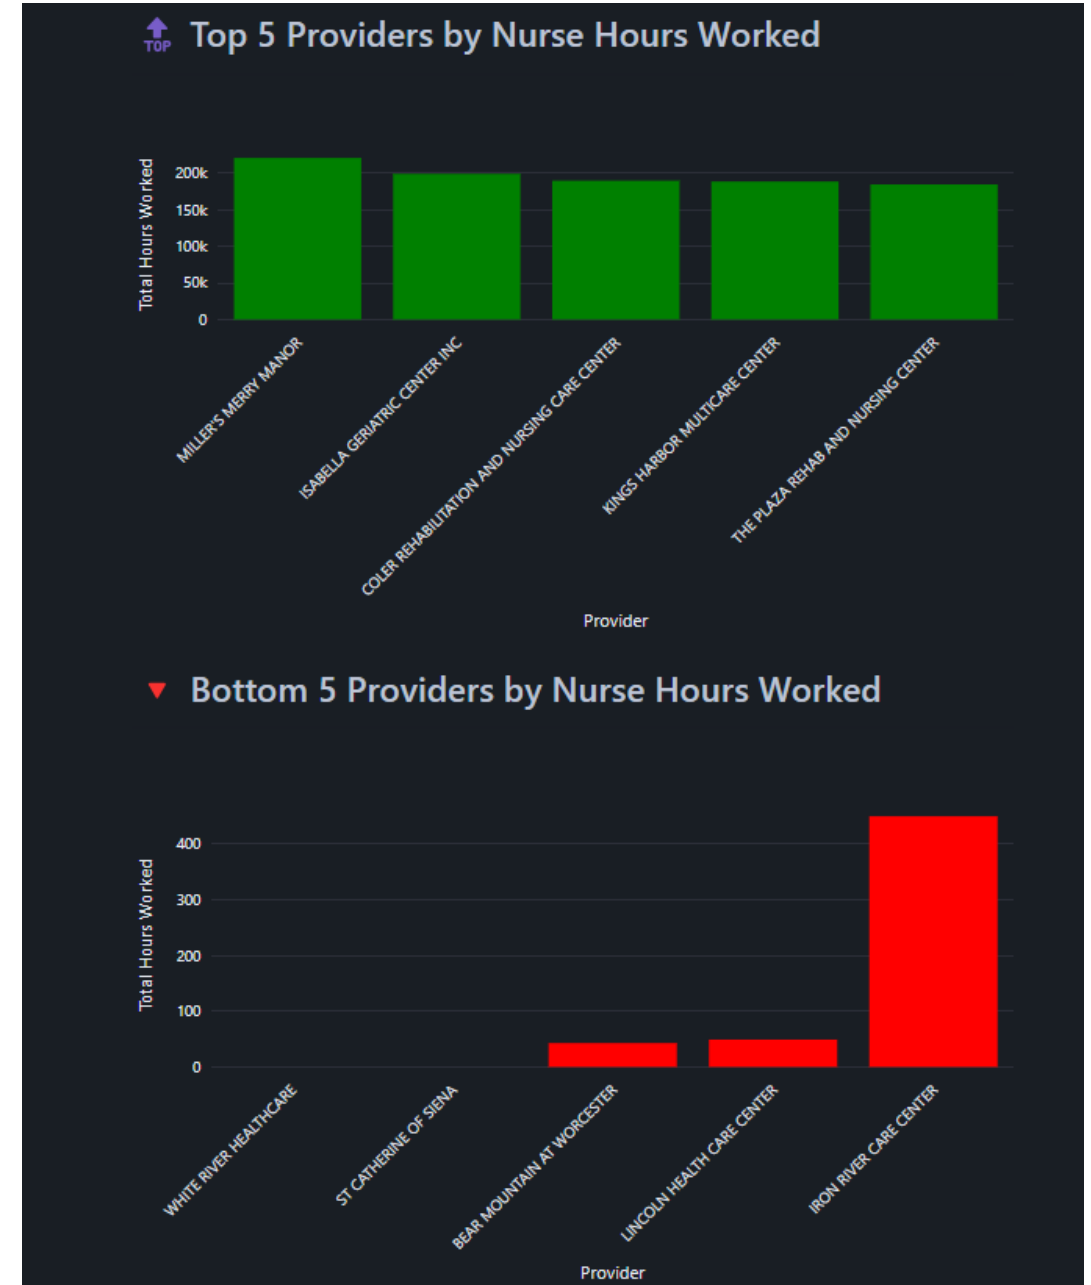 TOP
Top 5 Providers by Nurse Hours Worked
Total Hours Worked
200k
150k
100k
50k
0
MILLER'S MERRY MANOR
ISABELLA GERIATRIC CENTER INC
COLER REHABILITATION AND NURSING CARE CENTER
KINGS HARBOR MULTICARE CENTER
THE PLAZA REHAB AND NURSING CENTER
Provider
Bottom 5 Providers by Nurse Hours Worked
Total Hours Worked
400
300
200
100
0
WHITE RIVER HEALTHCARE
ST CATHERINE OF SIENA
BEAR MOUNTAIN AT WORCESTER
LINCOLN HEALTH CARE CENTER
IRON RIVER CARE CENTER
Provider